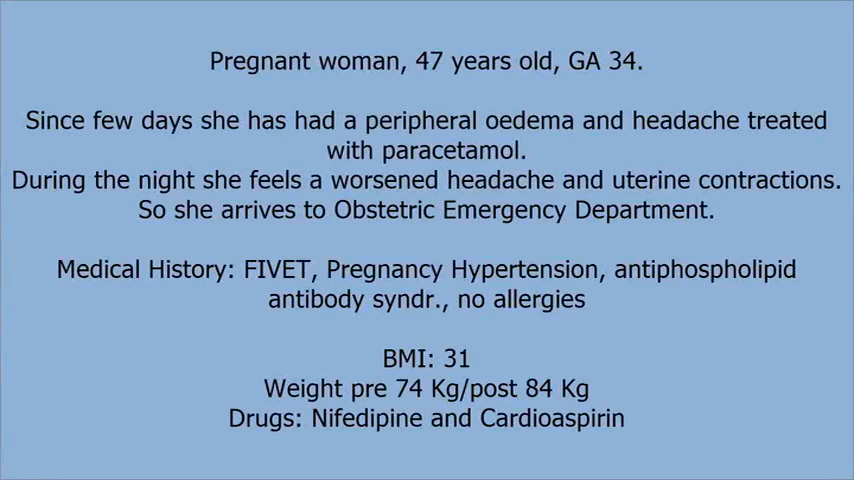 Pregnant woman, 47 years old, GA 34.
Since few days she has had a peripheral oedema and headache treated
with paracetamol.
During the night she feels a worsened headache and uterine contractions.
So she arrives to Obstetric Emergency Department.
Medical History: FIVET, Pregnancy Hypertension, antiphospholipid
antibody syndr., no allergies
BMI: 31
Weight pre 74 Kg/post 84 Kg
Drugs: Nifedipine and Cardioaspirin